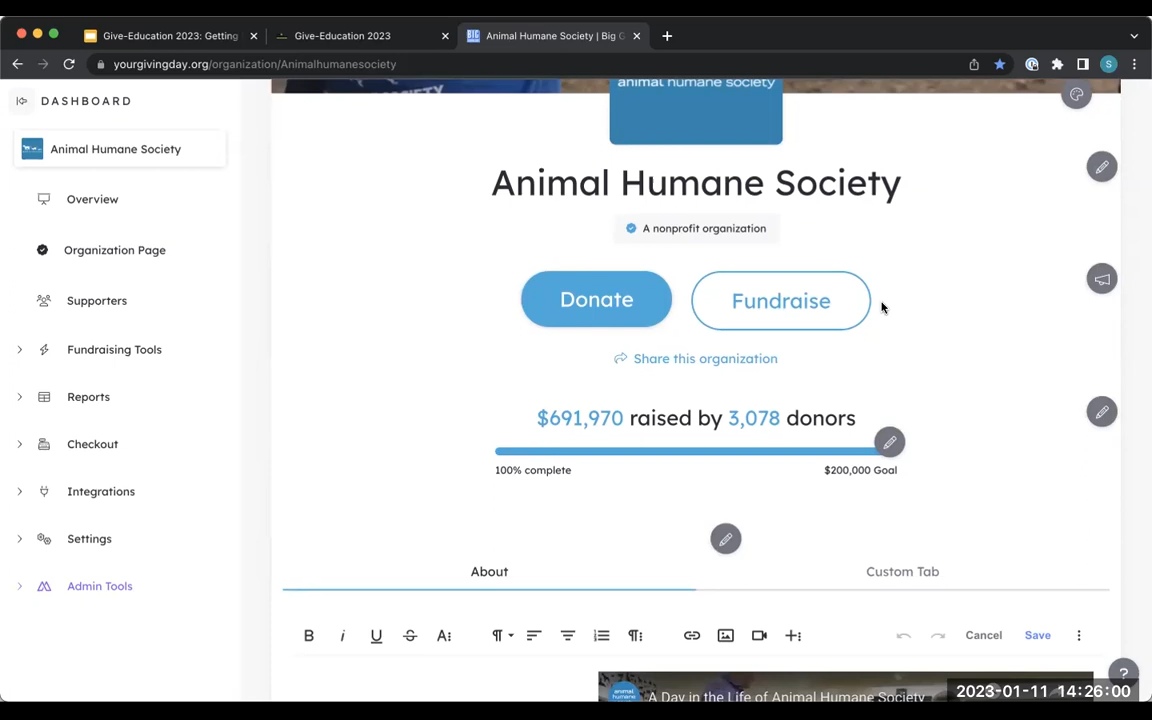 Give-Education 2023: Getting
Give-Education 2023
Animal Humane Society | Big G
yourgivingday.org/organization/Animalhumanesociety
S
DASHBOARD
Animal Humane Society
Overview
Organization Page
Supporters
Fundraising Tools
Reports
Checkout
Integrations
Settings
Admin Tools
SOCIETY
animal humane society
Animal Humane Society
A nonprofit organization
Donate
Fundraise
Share this organization
$691,970 raised by 3,078 donors
100% complete
$200,000 Goal
About
Custom Tab
Cancel
Save
animal humane
A Day in the Life of Animal Humane Society
2023-01-11 14:26:00